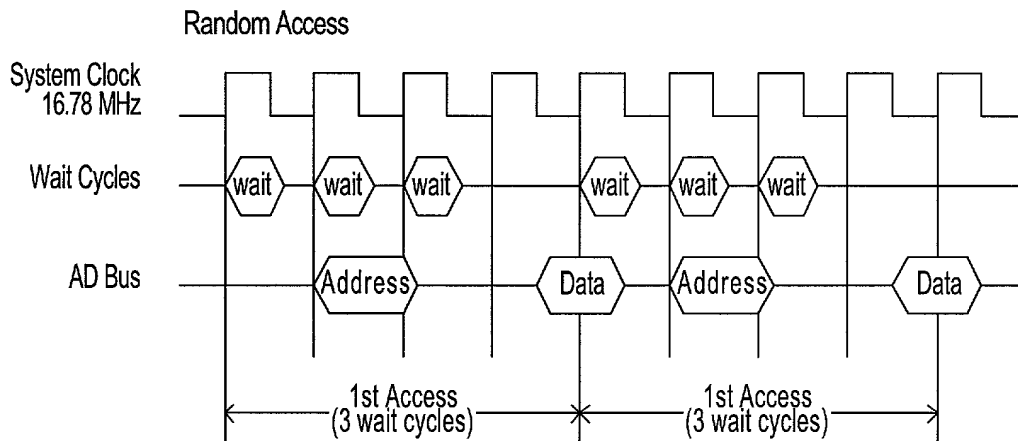 Random Access
System Clock
16.78 MHz
Wait Cycles
wait wait wait wait wait wait
AD Bus
Address Data Address Data
1st Access
(3 wait cycles)
1st Access
(3 wait cycles)